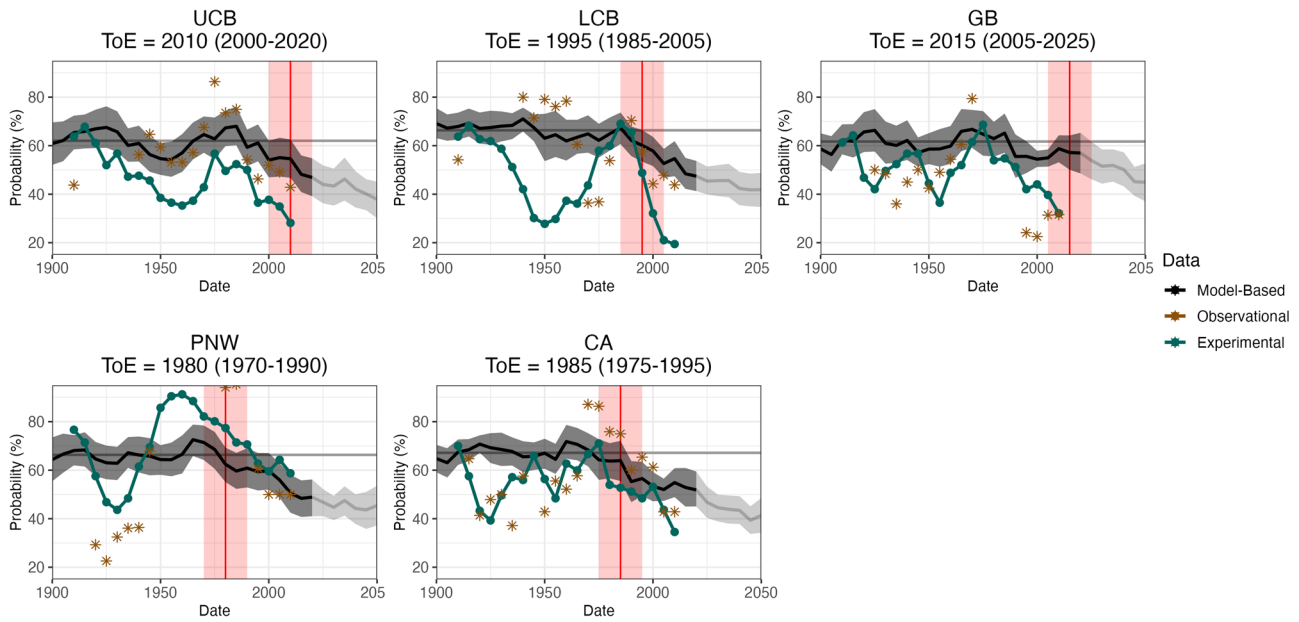 UCB
ToE = 2010 (2000-2020)
LCB
ToE = 1995 (1985-2005)
GB
ToE = 2015 (2005-2025)
Probability (%)
80
60
40
20
1900
1950
2000
205
Date
Probability (%)
80
60
40
20
1900
1950
2000
205
Date
Probability (%)
80
60
40
20
1900
1950
2000
205
Date
Data
Model-Based
Observational
Experimental
PNW
ToE = 1980 (1970-1990)
CA
ToE = 1985 (1975-1995)
Probability (%)
80
60
40
20
1900
1950
2000
205
Date
Probability (%)
80
60
40
20
1900
1950
2000
2050
Date